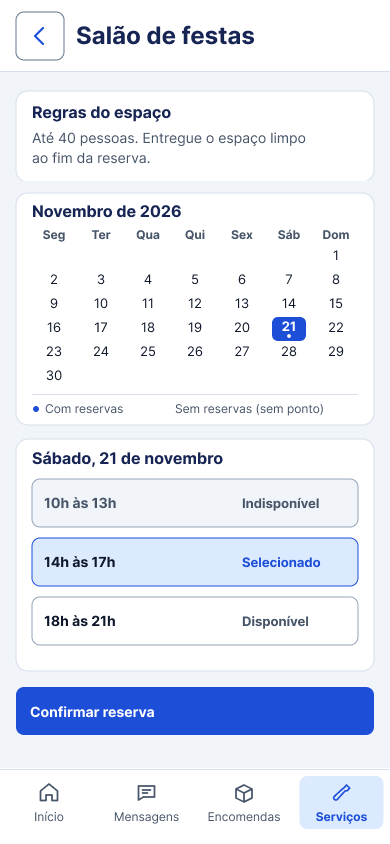 Salão de festas
Regras do espaço
Até 40 pessoas. Entregue o espaço limpo
ao fim da reserva.
Novembro de 2026
Seg Ter Qua Qui Sex Sáb Dom
1
2 3 4 5 6 7 8
9 10 11 12 13 14 15
16 17 18 19 20 21 22
23 24 25 26 27 28 29
30
Com reservas Sem reservas (sem ponto)
Sábado, 21 de novembro
10h às 13h Indisponível
14h às 17h Selecionado
18h às 21h Disponível
Confirmar reserva
Início Mensagens Encomendas Serviços